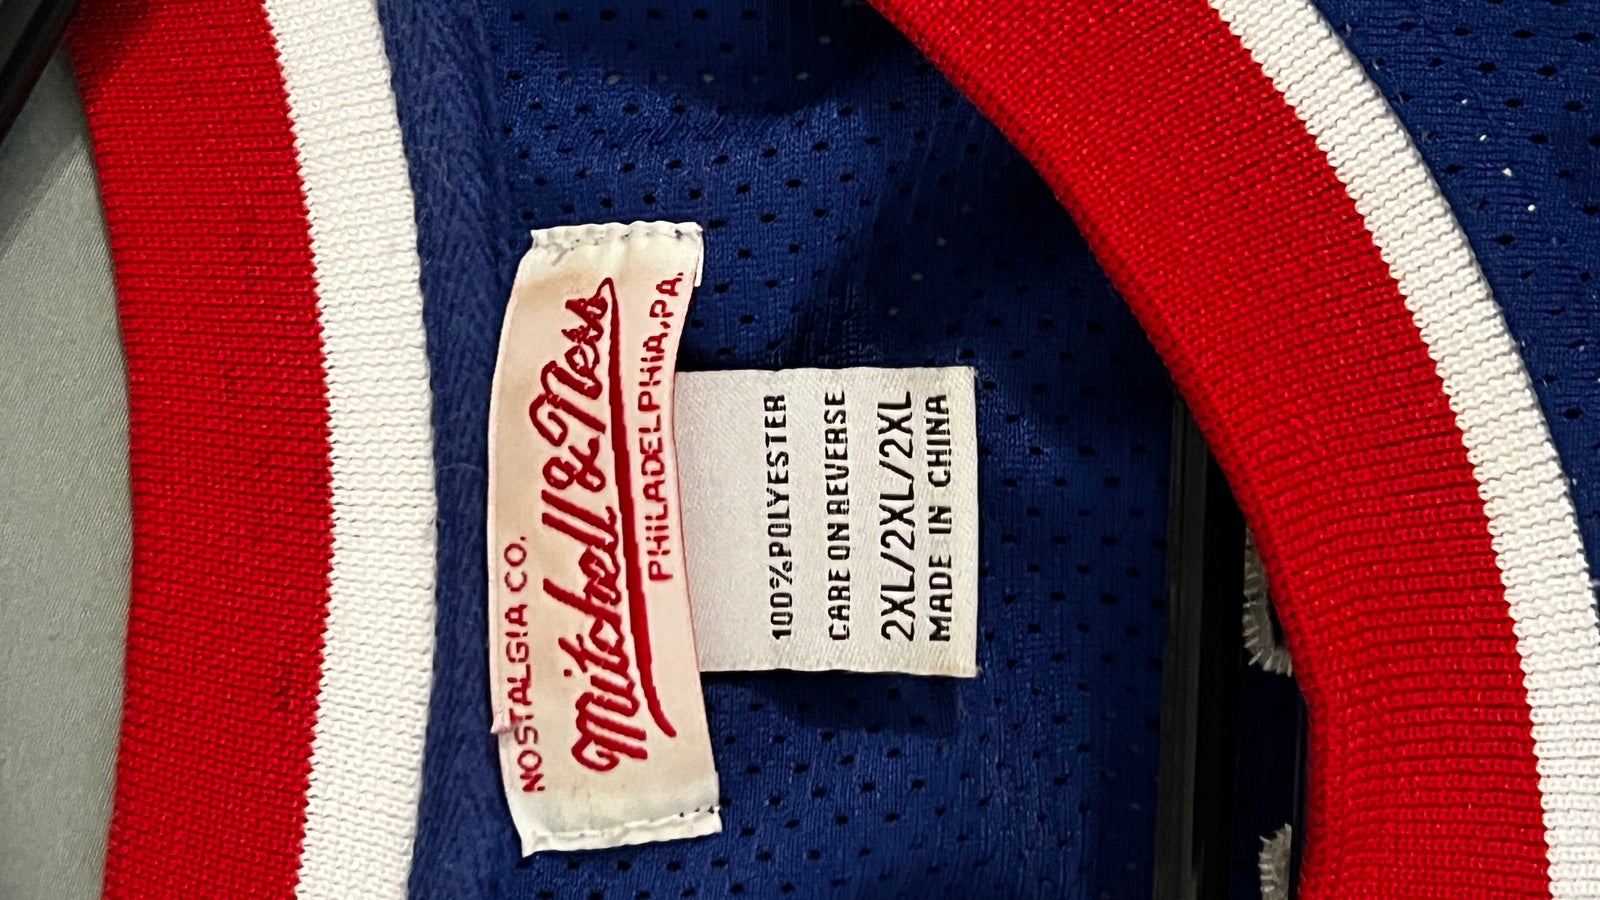 NOSTALGIA CO.
Mitchell & Ness
PHILADELPHIA, PA.
100% POLYESTER
CARE ON REVERSE
2XL/2XL/2XL
MADE IN CHINA